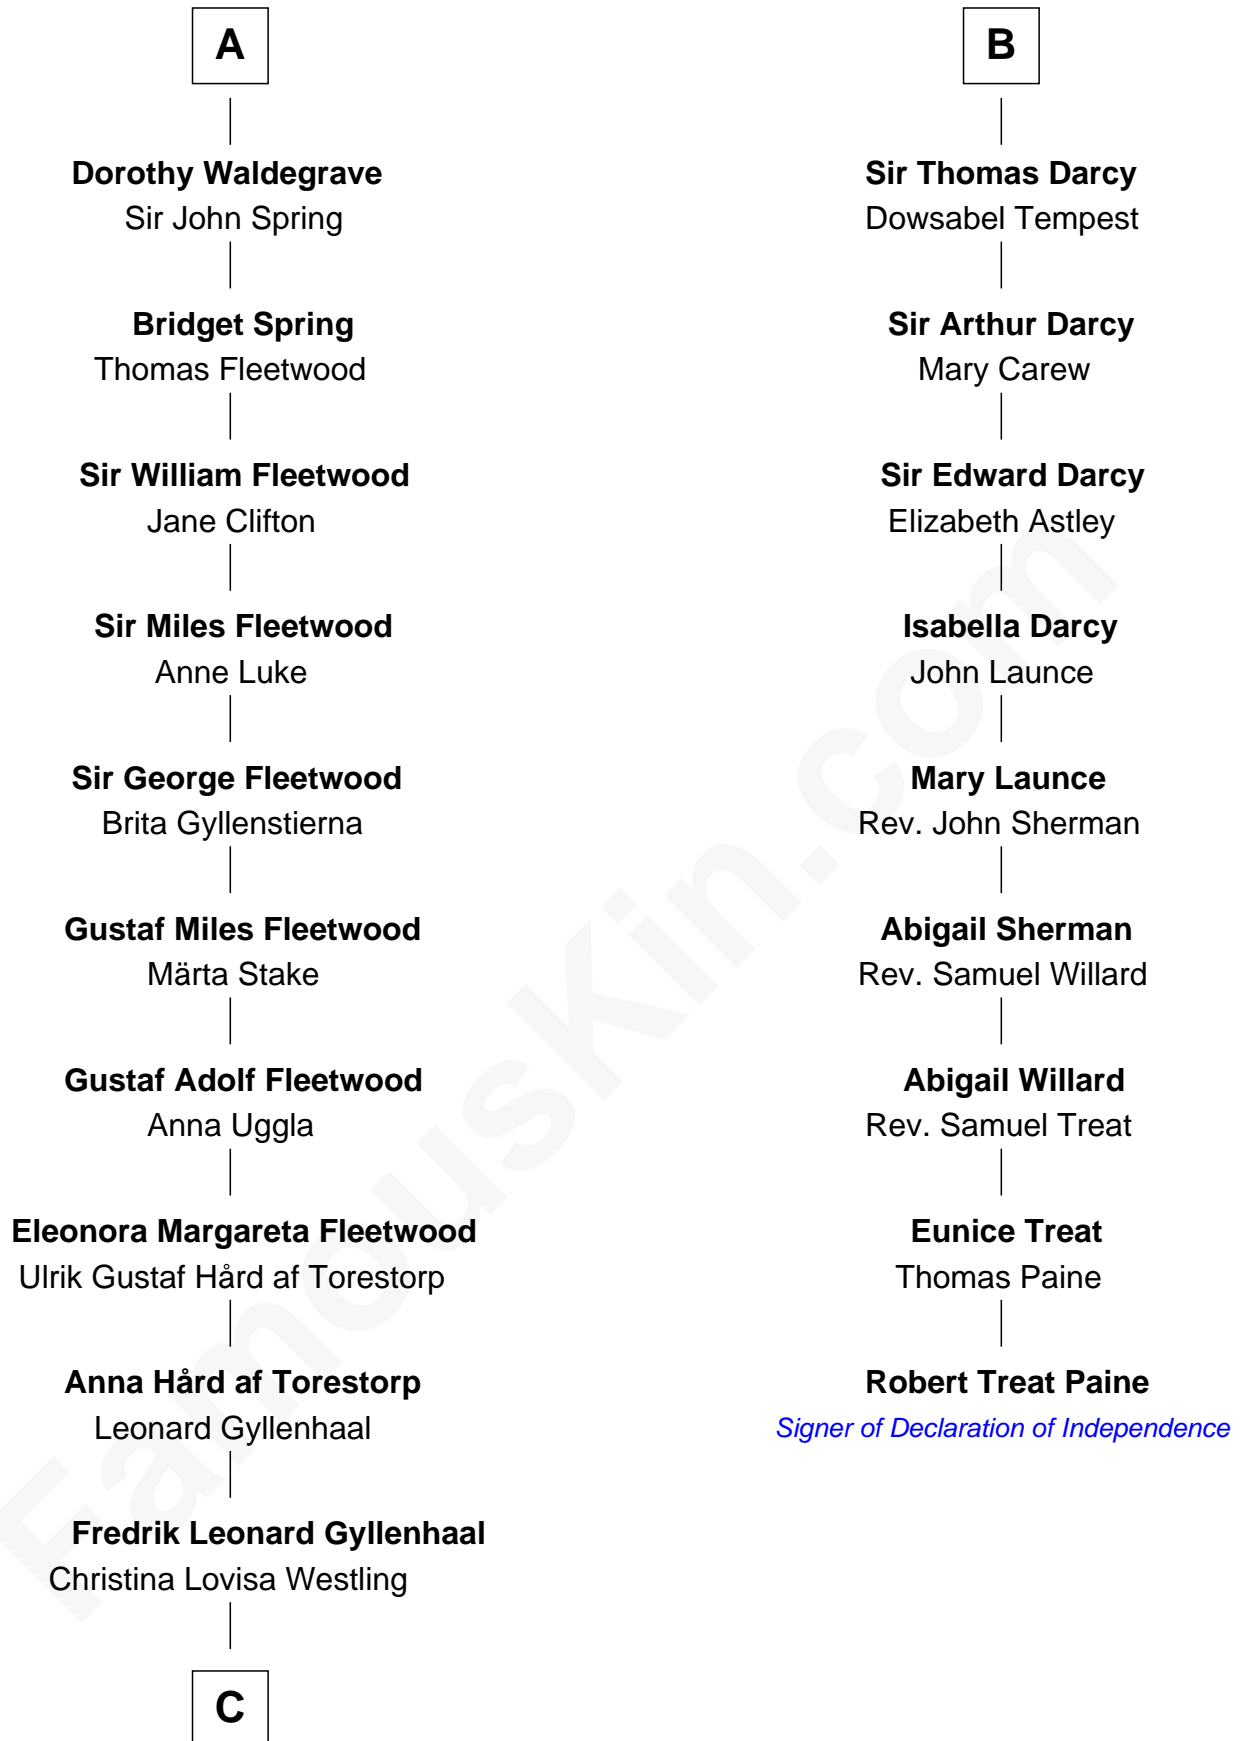 A
Dorothy Waldegrave
Sir John Spring
Bridget Spring
Thomas Fleetwood
Sir William Fleetwood
Jane Clifton
Sir Miles Fleetwood
Anne Luke
Sir George Fleetwood
Brita Gyllenstierna
Gustaf Miles Fleetwood
Märta Stake
Gustaf Adolf Fleetwood
Anna Uggla
Eleonora Margareta Fleetwood
Ulrik Gustaf Hård af Torestorp
Anna Hård af Torestorp
Leonard Gyllenhaal
Fredrik Leonard Gyllenhaal
Christina Lovisa Westling
C
B
Sir Thomas Darcy
Dowsabel Tempest
Sir Arthur Darcy
Mary Carew
Sir Edward Darcy
Elizabeth Astley
Isabella Darcy
John Launce
Mary Launce
Rev. John Sherman
Abigail Sherman
Rev. Samuel Willard
Abigail Willard
Rev. Samuel Treat
Eunice Treat
Thomas Paine
Robert Treat Paine
Signer of Declaration of Independence
FamousKin.com